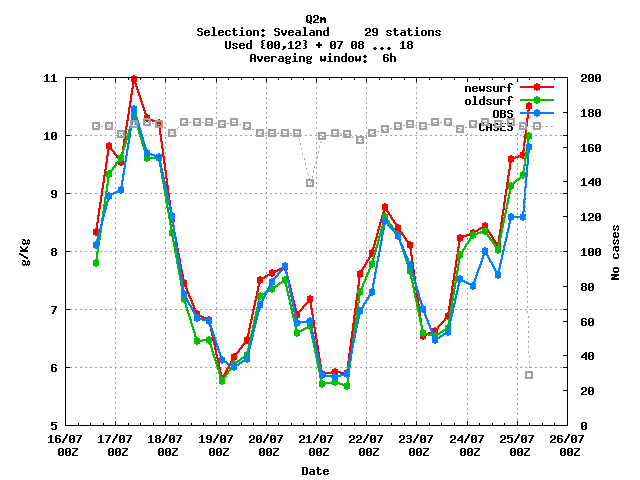 Q2m
Selection: Svealand 29 stations
Used {00,12} + 07 08 ... 18
Averaging window: 6h
newsurf
oldsurf
OBS
CASES
11
10
9
8
7
6
5
g/Kg
200
180
160
140
120
100
80
60
40
20
0
No cases
16/07 17/07 18/07 19/07 20/07 21/07 22/07 23/07 24/07 25/07 26/07
00Z 00Z 00Z 00Z 00Z 00Z 00Z 00Z 00Z 00Z 00Z
Date